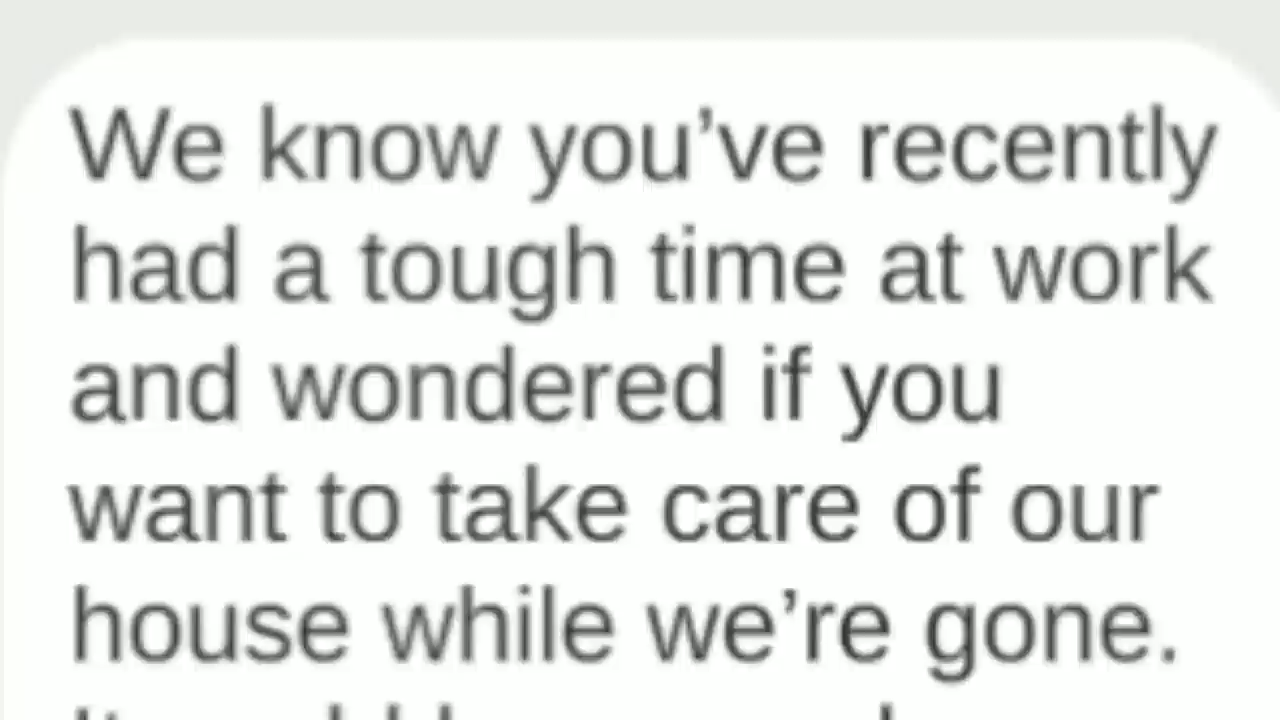 We know you’ve recently
had a tough time at work
and wondered if you
want to take care of our
house while we’re gone.